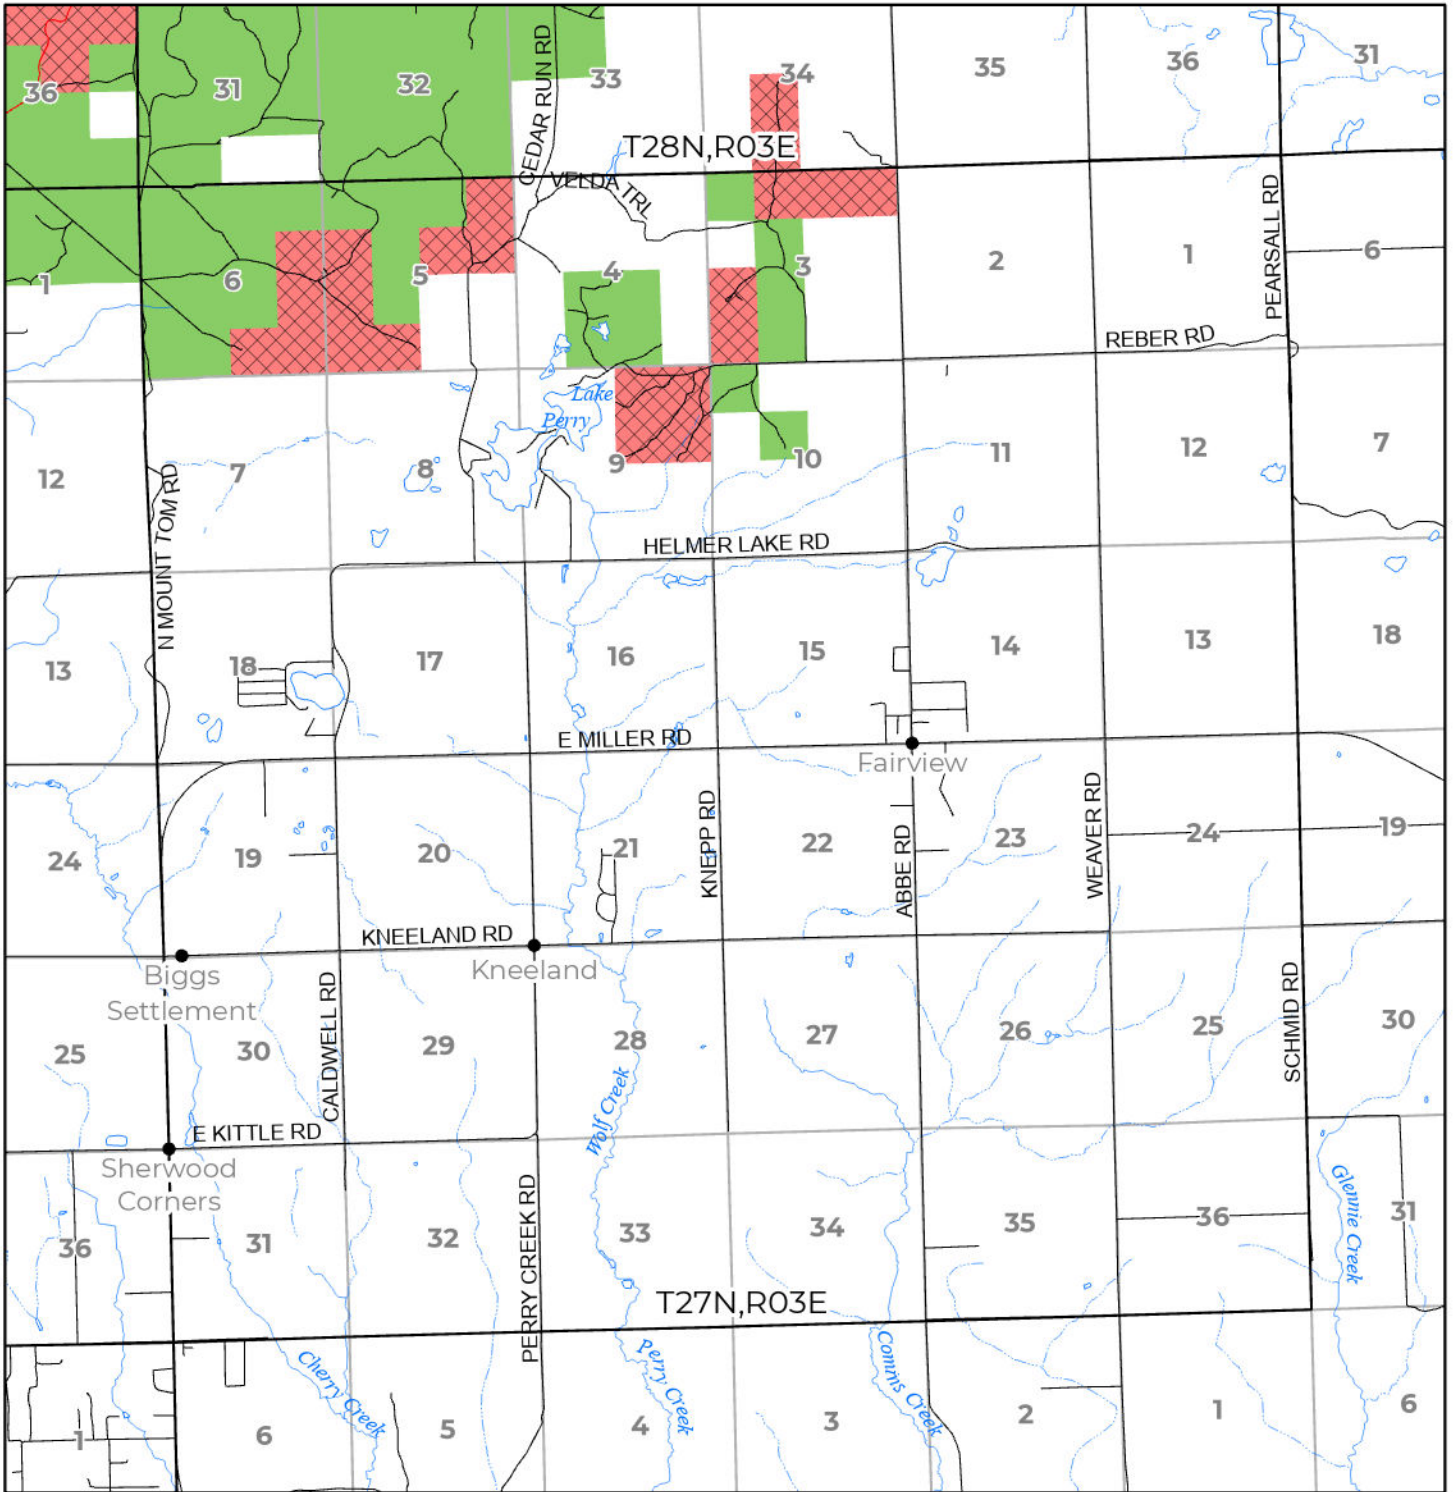 36
31
32
CEDAR RUN RD
33
34
35
36
31
T28N,R03E
VELDA TRL
PEARSALL RD
1
6
5
4
3
2
1
6
REBER RD
Lake
Perry
12
N MOUNT TOM RD
7
8
9
10
11
12
7
HELMER LAKE RD
13
18
17
16
15
14
13
18
E MILLER RD
Fairview
24
19
20
21
KNEPP RD
22
ABBE RD
23
WEAVER RD
24
19
KNEELAND RD
Biggs
Settlement
Kneeland
25
30
CALDWELL RD
29
28
27
26
25
SCHMID RD
30
Wolf Creek
E KITTLE RD
Sherwood
Corners
36
31
32
PERRY CREEK RD
33
34
35
36
Glennie Creek
31
T27N,R03E
Cherry Creek
Perry Creek
Comins Creek
1
6
5
4
3
2
1
6